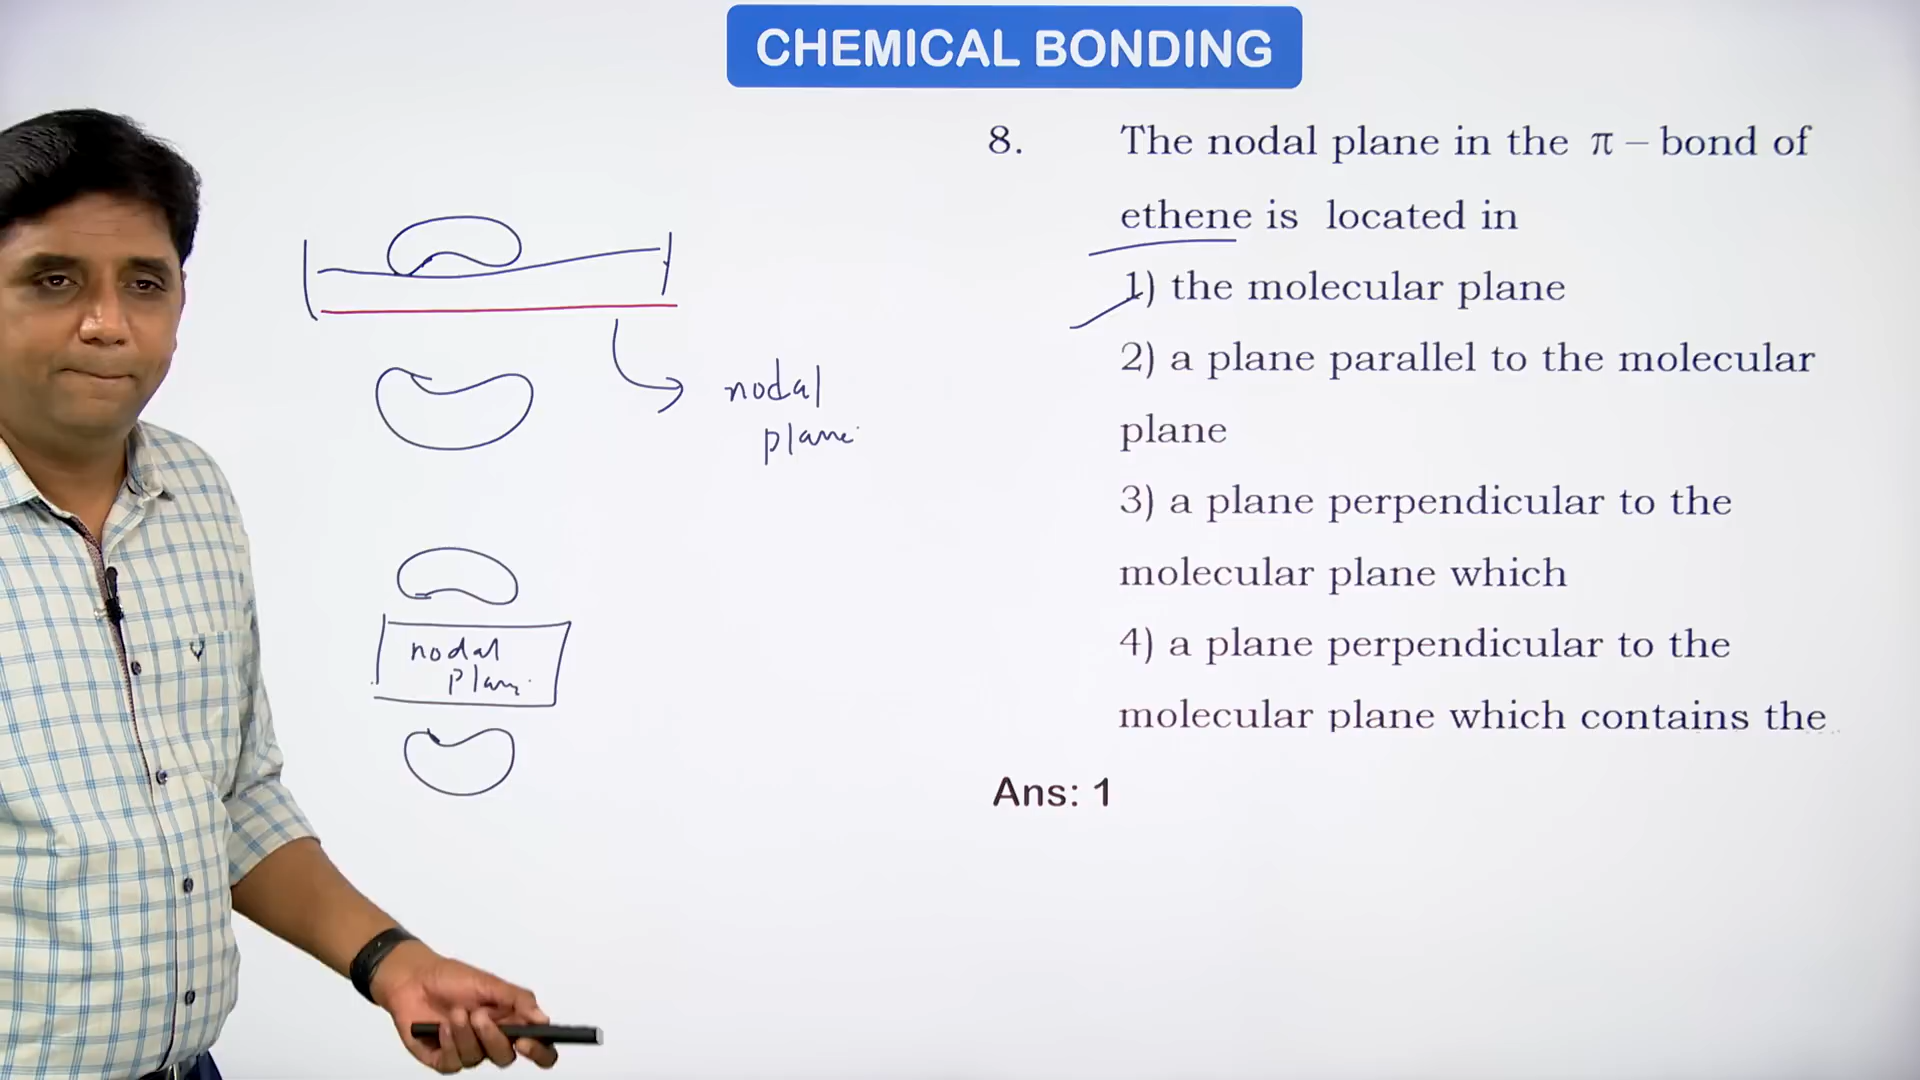 CHEMICAL BONDING
8. The nodal plane in the π – bond of
ethene is located in
1) the molecular plane
2) a plane parallel to the molecular
plane
3) a plane perpendicular to the
molecular plane which
4) a plane perpendicular to the
molecular plane which contains the
Ans: 1
nodal
plane
nodal
plane